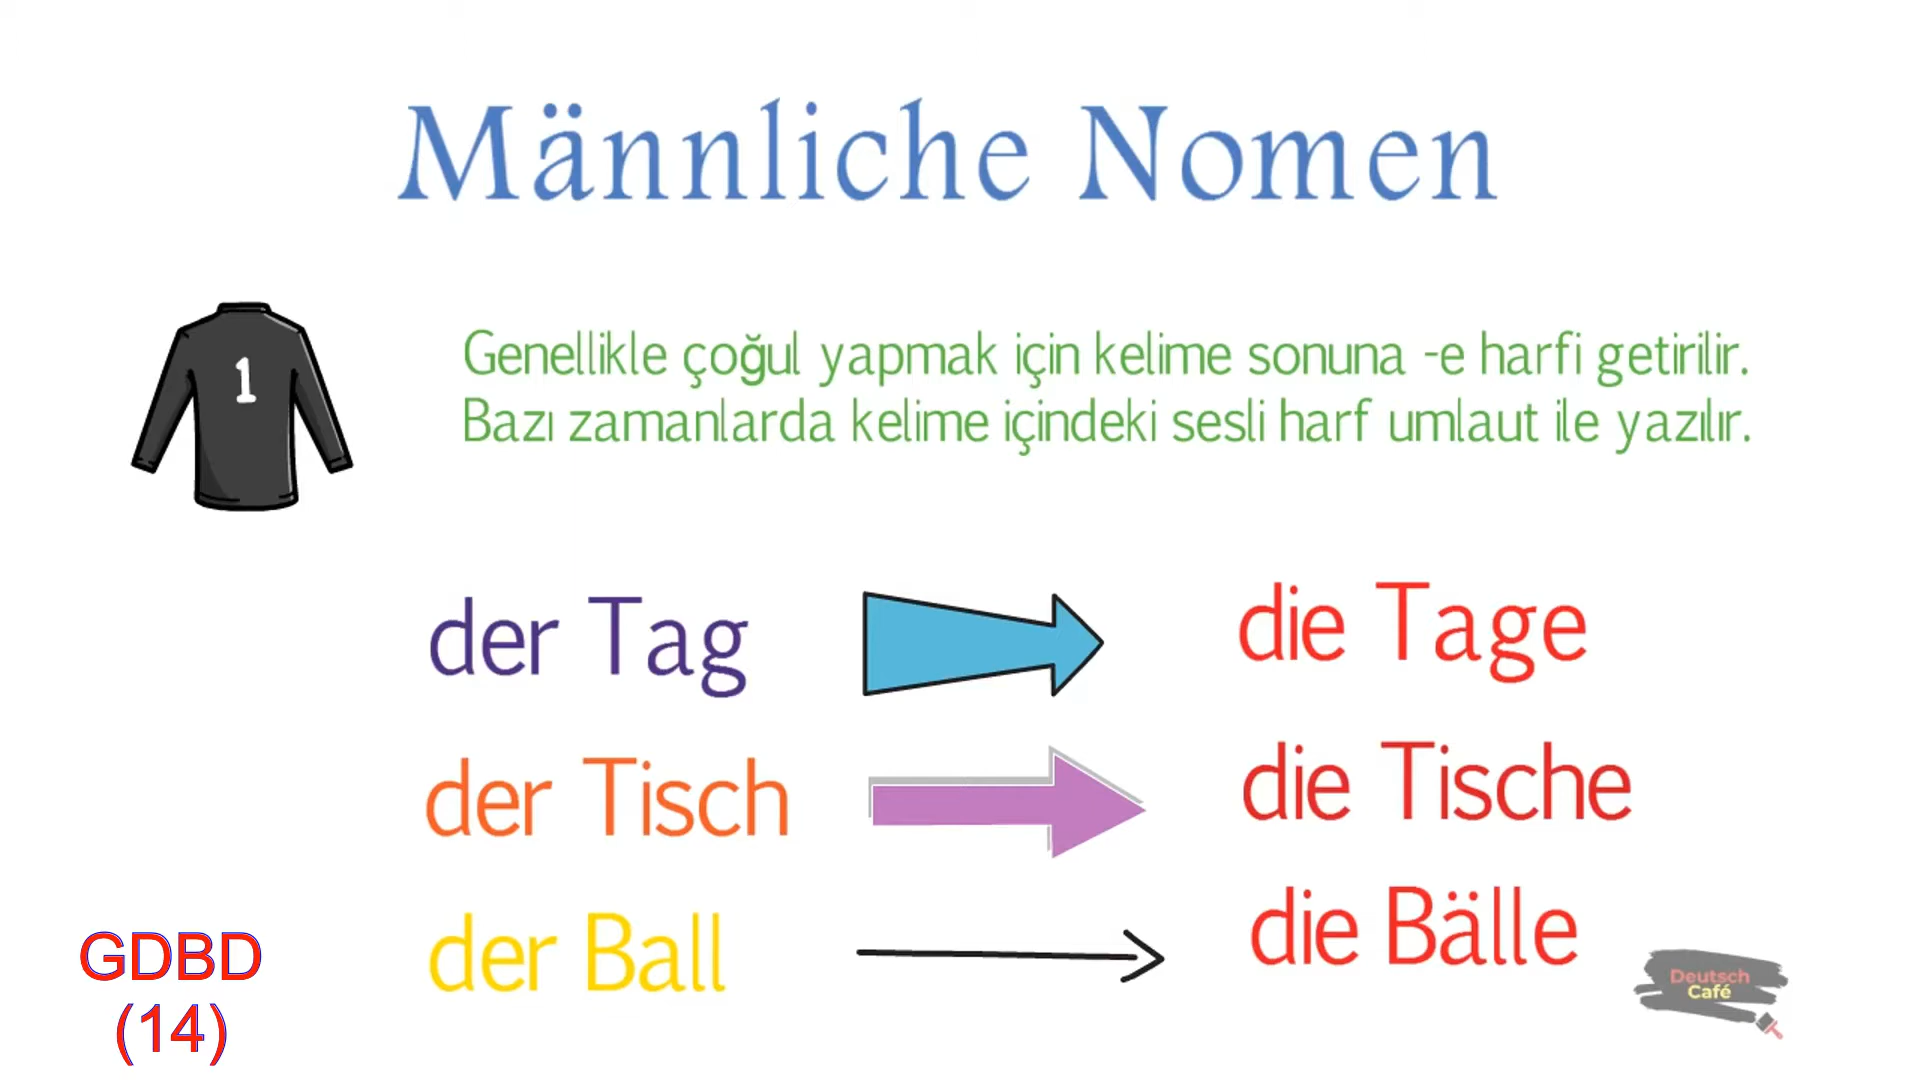 Männliche Nomen
1
Genellikle çoğul yapmak için kelime sonuna -e harfi getirilir.
Bazı zamanlarda kelime içindeki sesli harf umlaut ile yazılır.
der Tag
die Tage
der Tisch
die Tische
der Ball
die Bälle
GDBD
(14)
Deutsch
Café